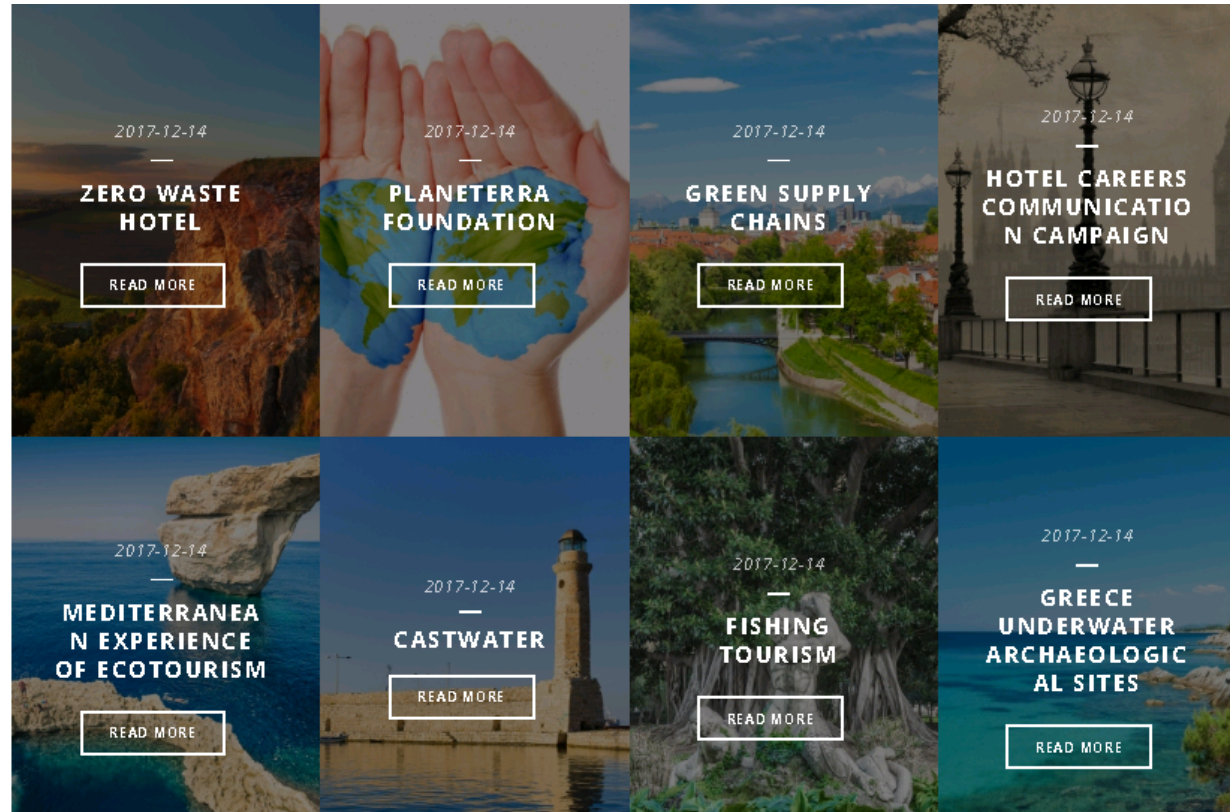 2017-12-14
ZERO WASTE
HOTEL
READ MORE
2017-12-14
PLANETERRA
FOUNDATION
READ MORE
2017-12-14
GREEN SUPPLY
CHAINS
READ MORE
2017-12-14
HOTEL CAREERS
COMMUNICATIO
N CAMPAIGN
READ MORE
2017-12-14
MEDITERRANEA
N EXPERIENCE
OF ECOTOURISM
READ MORE
2017-12-14
CASTWATER
READ MORE
2017-12-14
FISHING
TOURISM
READ MORE
2017-12-14
GREECE
UNDERWATER
ARCHAEOLOGIC
AL SITES
READ MORE